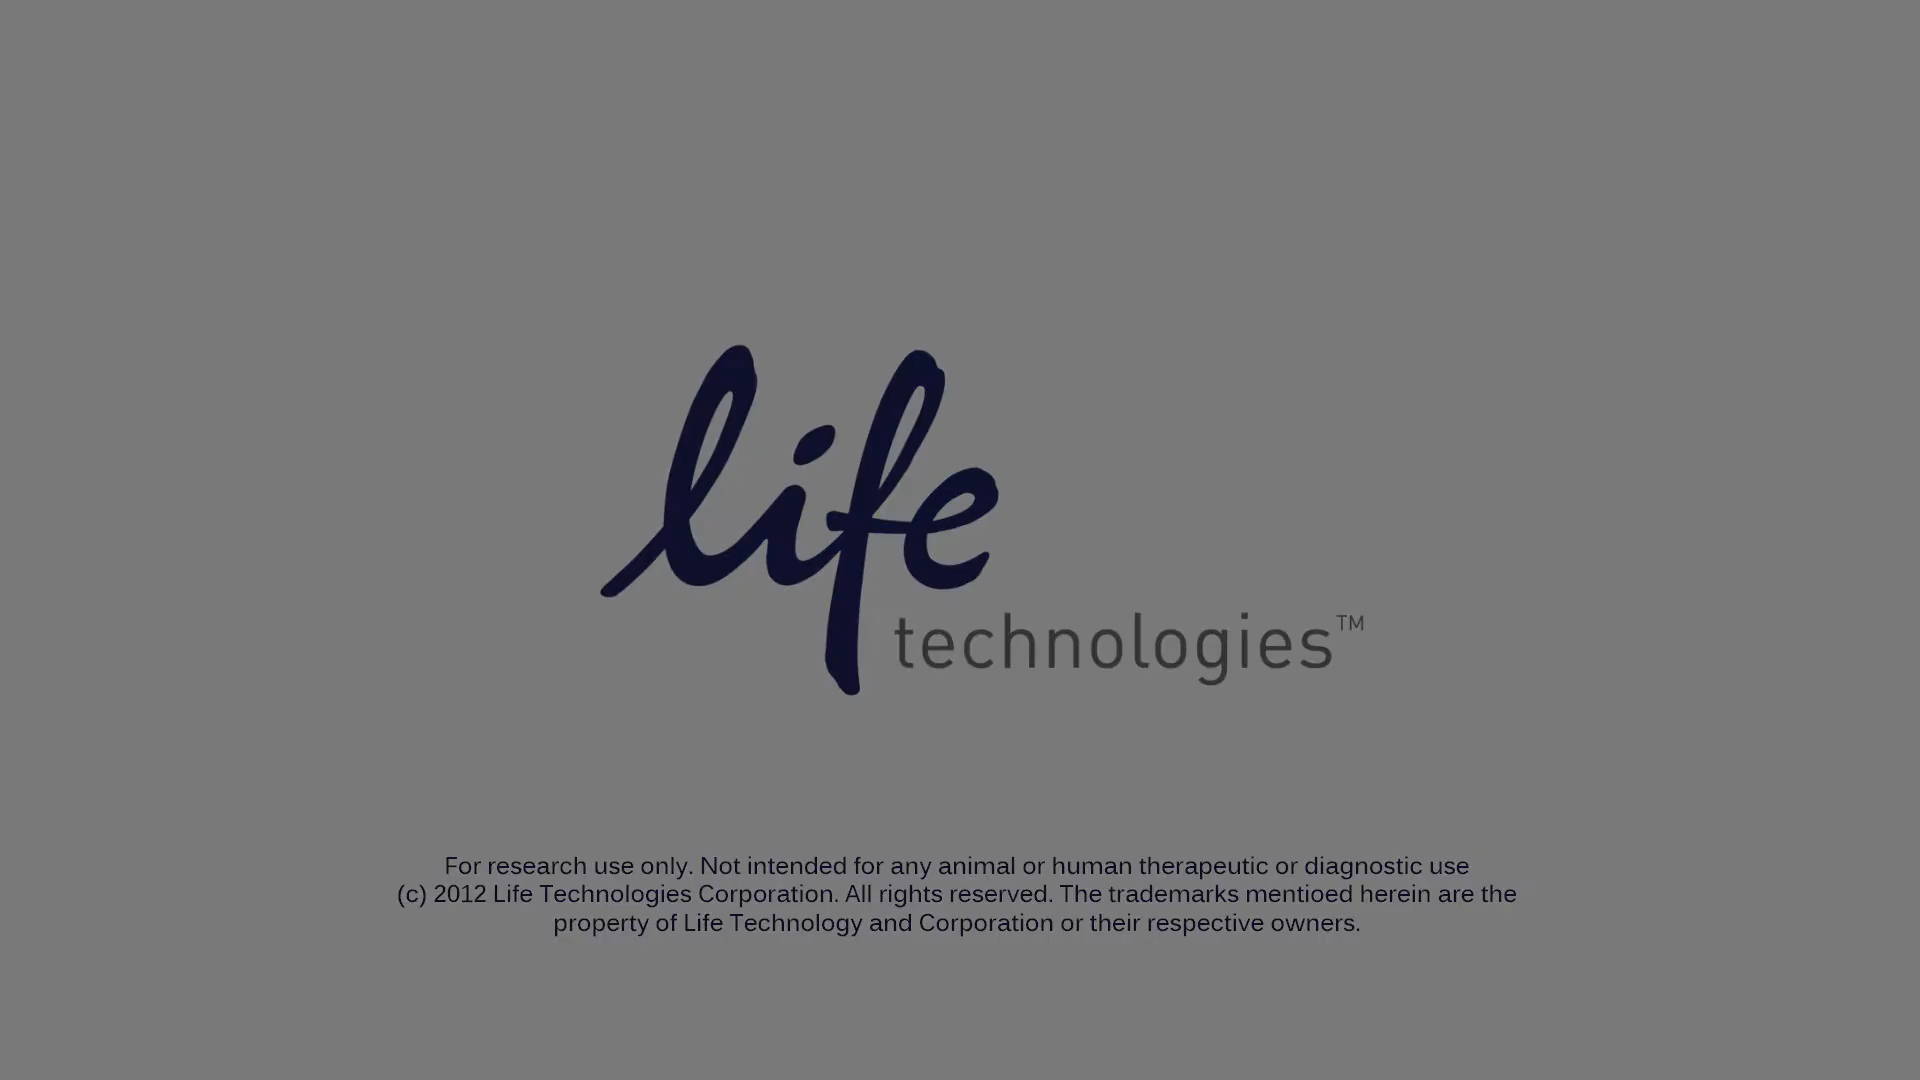 life
technologies™
For research use only. Not intended for any animal or human therapeutic or diagnostic use
(c) 2012 Life Technologies Corporation. All rights reserved. The trademarks mentioed herein are the
property of Life Technology and Corporation or their respective owners.